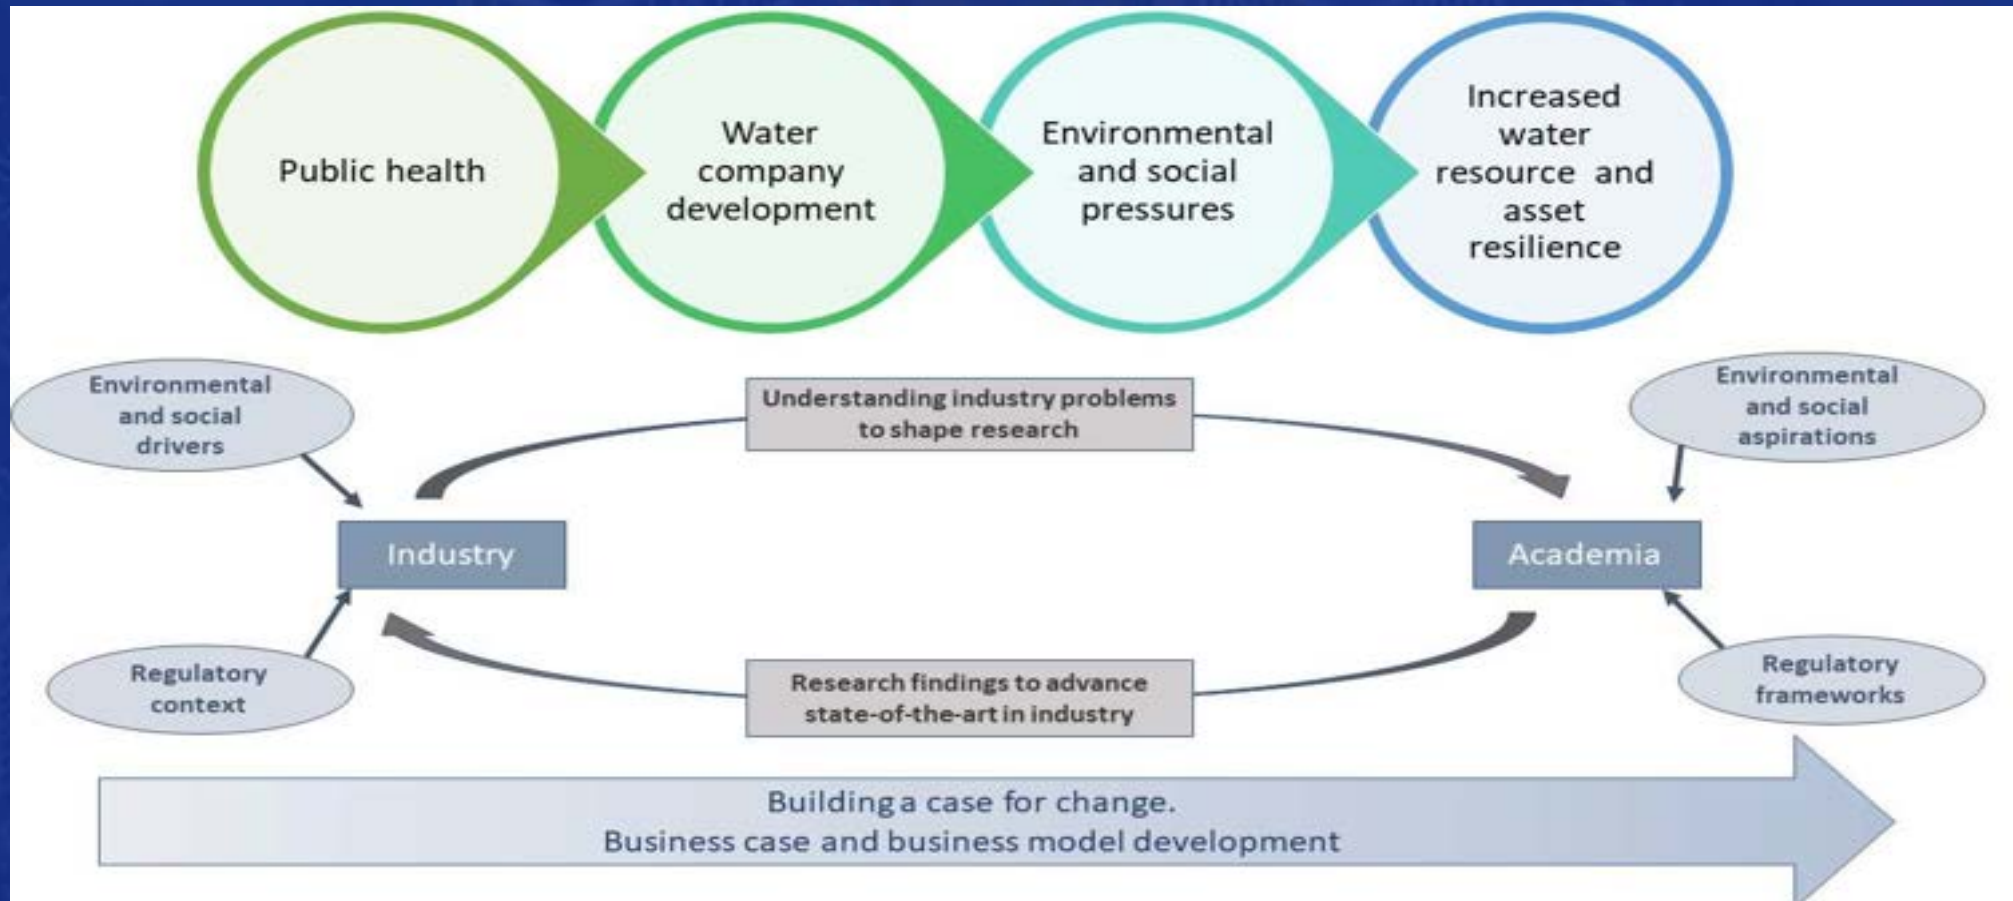 Public health
Water
company
development
Environmental
and social
pressures
Increased
water
resource and
asset
resilience
Environmental
and social
drivers
Understanding industry problems
to shape research
Environmental
and social
aspirations
Industry
Academia
Regulatory
context
Research findings to advance
state-of-the-art in industry
Regulatory
frameworks
Building a case for change.
Business case and business model development